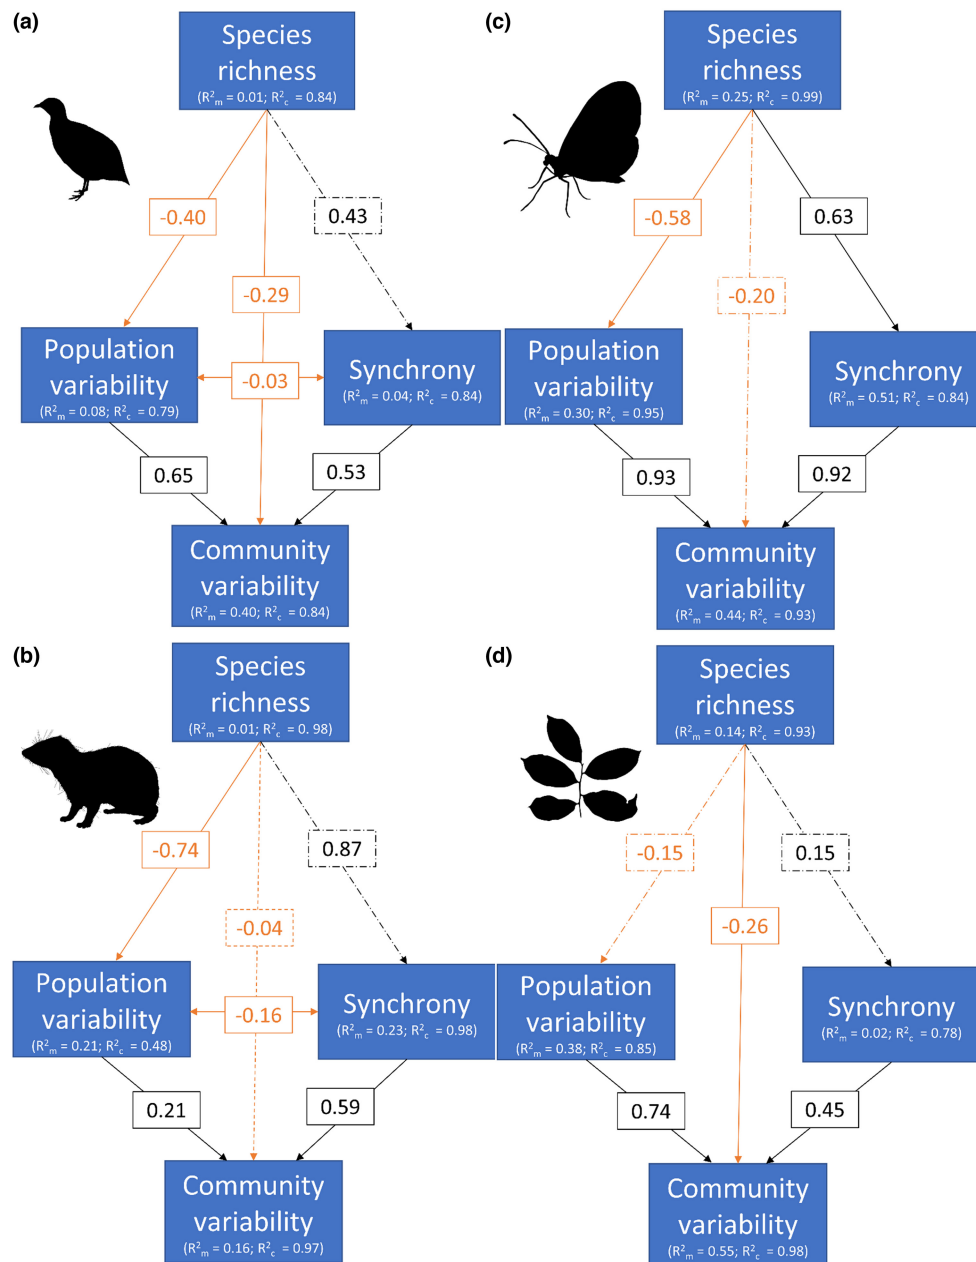 (a)
Species
richness
(R²m = 0.01; R²c = 0.84)
-0.40
0.43
-0.29
Population
variability
(R²m = 0.08; R²c = 0.79)
-0.03
Synchrony
(R²m = 0.04; R²c = 0.84)
0.65
0.53
Community
variability
(R²m = 0.40; R²c = 0.84)
(c)
Species
richness
(R²m = 0.25; R²c = 0.99)
-0.58
0.63
-0.20
Population
variability
(R²m = 0.30; R²c = 0.95)
Synchrony
(R²m = 0.51; R²c = 0.84)
0.93
0.92
Community
variability
(R²m = 0.44; R²c = 0.93)
(b)
Species
richness
(R²m = 0.01; R²c = 0. 98)
-0.74
0.87
-0.04
Population
variability
(R²m = 0.21; R²c = 0.48)
-0.16
Synchrony
(R²m = 0.23; R²c = 0.98)
0.21
0.59
Community
variability
(R²m = 0.16; R²c = 0.97)
(d)
Species
richness
(R²m = 0.14; R²c = 0.93)
-0.15
0.15
-0.26
Population
variability
(R²m = 0.38; R²c = 0.85)
Synchrony
(R²m = 0.02; R²c = 0.78)
0.74
0.45
Community
variability
(R²m = 0.55; R²c = 0.98)